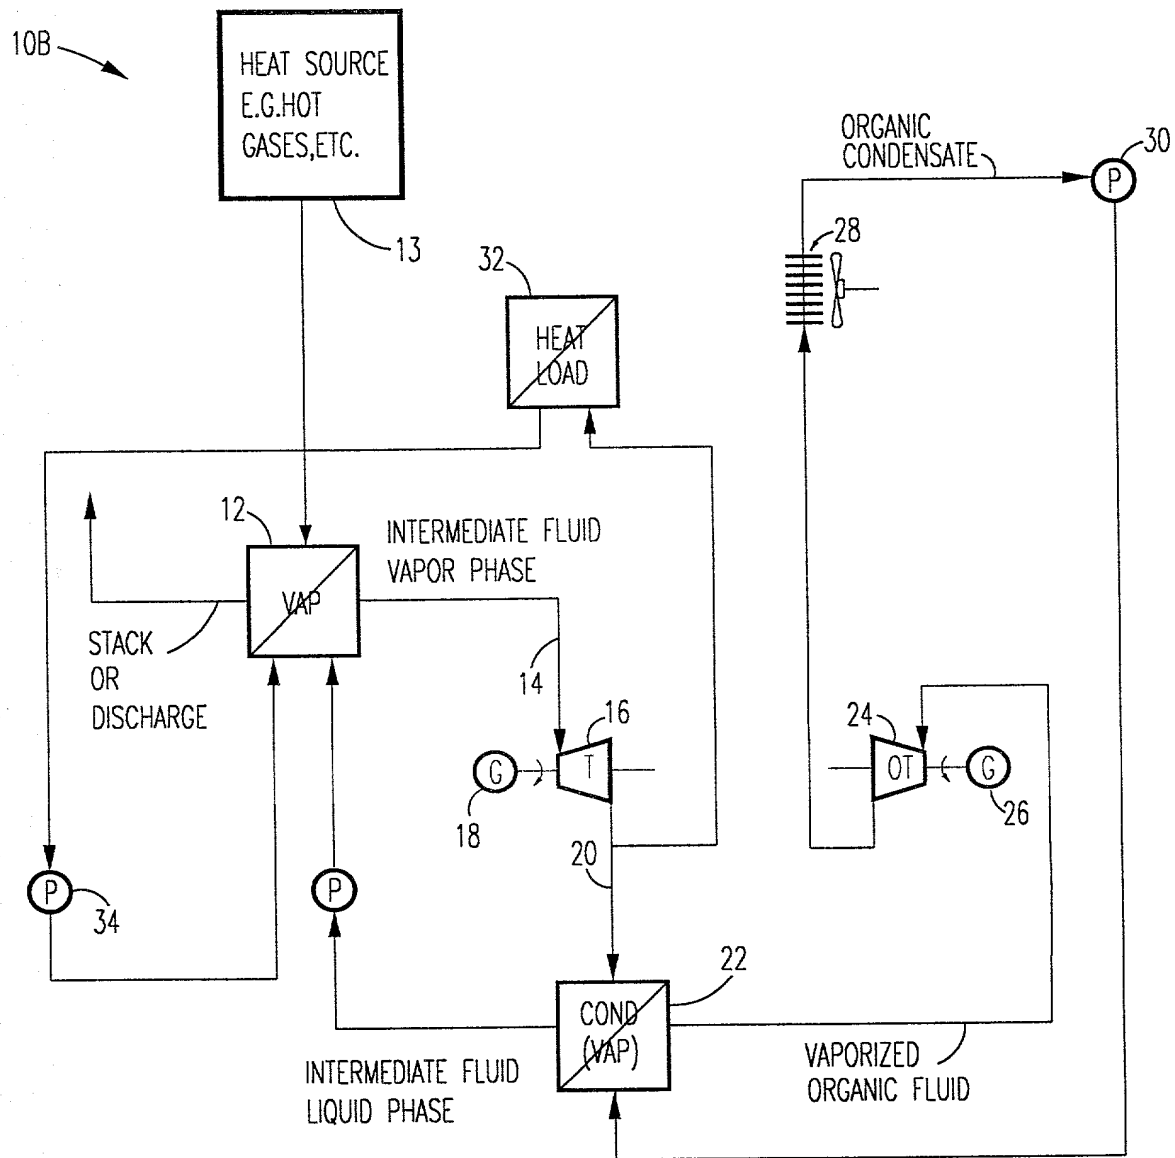 10B
HEAT SOURCE
E.G.HOT
GASES,ETC.
13
ORGANIC
CONDENSATE
30
P
28
32
HEAT
LOAD
12
VAP
INTERMEDIATE FLUID
VAPOR PHASE
STACK
OR
DISCHARGE
14
16
T
G
18
24
OT
G
26
20
P
34
P
22
COND
(VAP)
INTERMEDIATE FLUID
LIQUID PHASE
VAPORIZED
ORGANIC FLUID